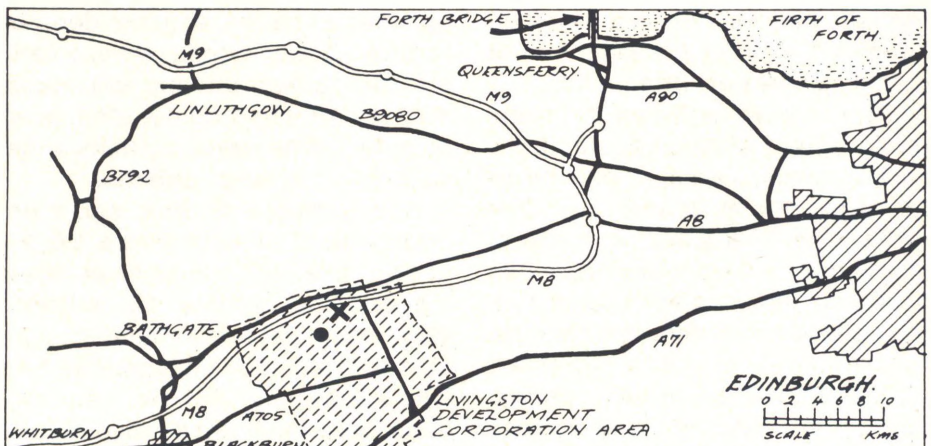 FORTH BRIDGE
FIRTH OF
FORTH.
M9
QUEENSFERRY.
M9
A90
LINLITHGOW
B9080
B792
A8
M8
BATHGATE.
A71
EDINBURGH.
0 2 4 6 8 10
SCALE KMS
M8
A705
LIVINGSTON
DEVELOPMENT
CORPORATION AREA
WHITBURN
BLACKBURN